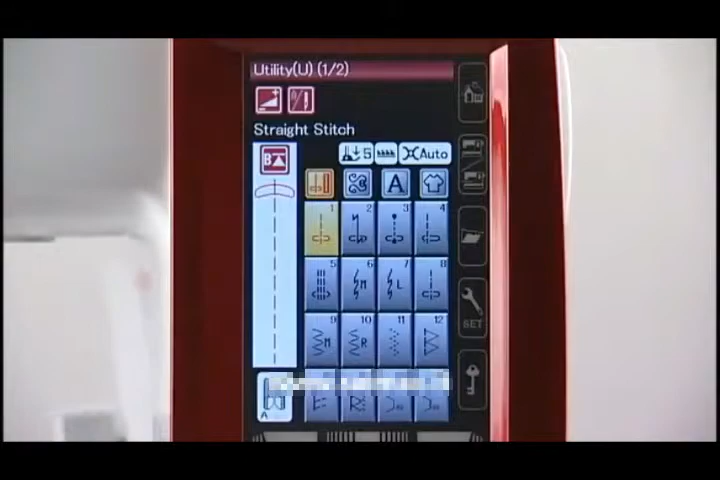 Utility(U) (1/2)
Straight Stitch
B
5 Auto
A
1 2 3 4
5 6 M 7 L 8
9 M 10 R 11 12
SET
A